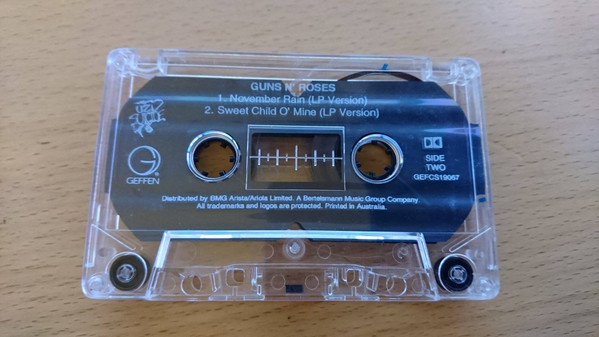 GUNS N' ROSES
1. November Rain (LP Version)
2. Sweet Child O' Mine (LP Version)
GEFFEN
SIDE
TWO
GEFCS19067
Distributed by BMG Arista/Ariola Limited. A Bertelsmann Music Group Company
All trademarks and logos are protected. Printed in Australia.